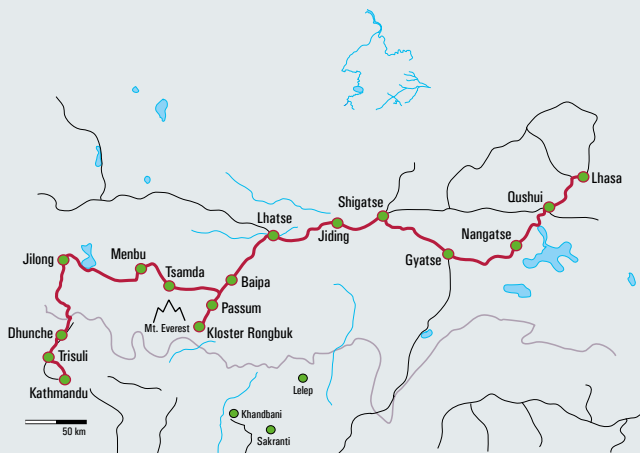 Lhasa
Qushui
Shigatse
Lhatse
Jiding
Nangatse
Gyatse
Jilong
Menbu
Tsamda
Baipa
Passum
Mt. Everest
Kloster Rongbuk
Dhunche
Trisuli
Kathmandu
Lelep
Khandbani
Sakranti
50 km